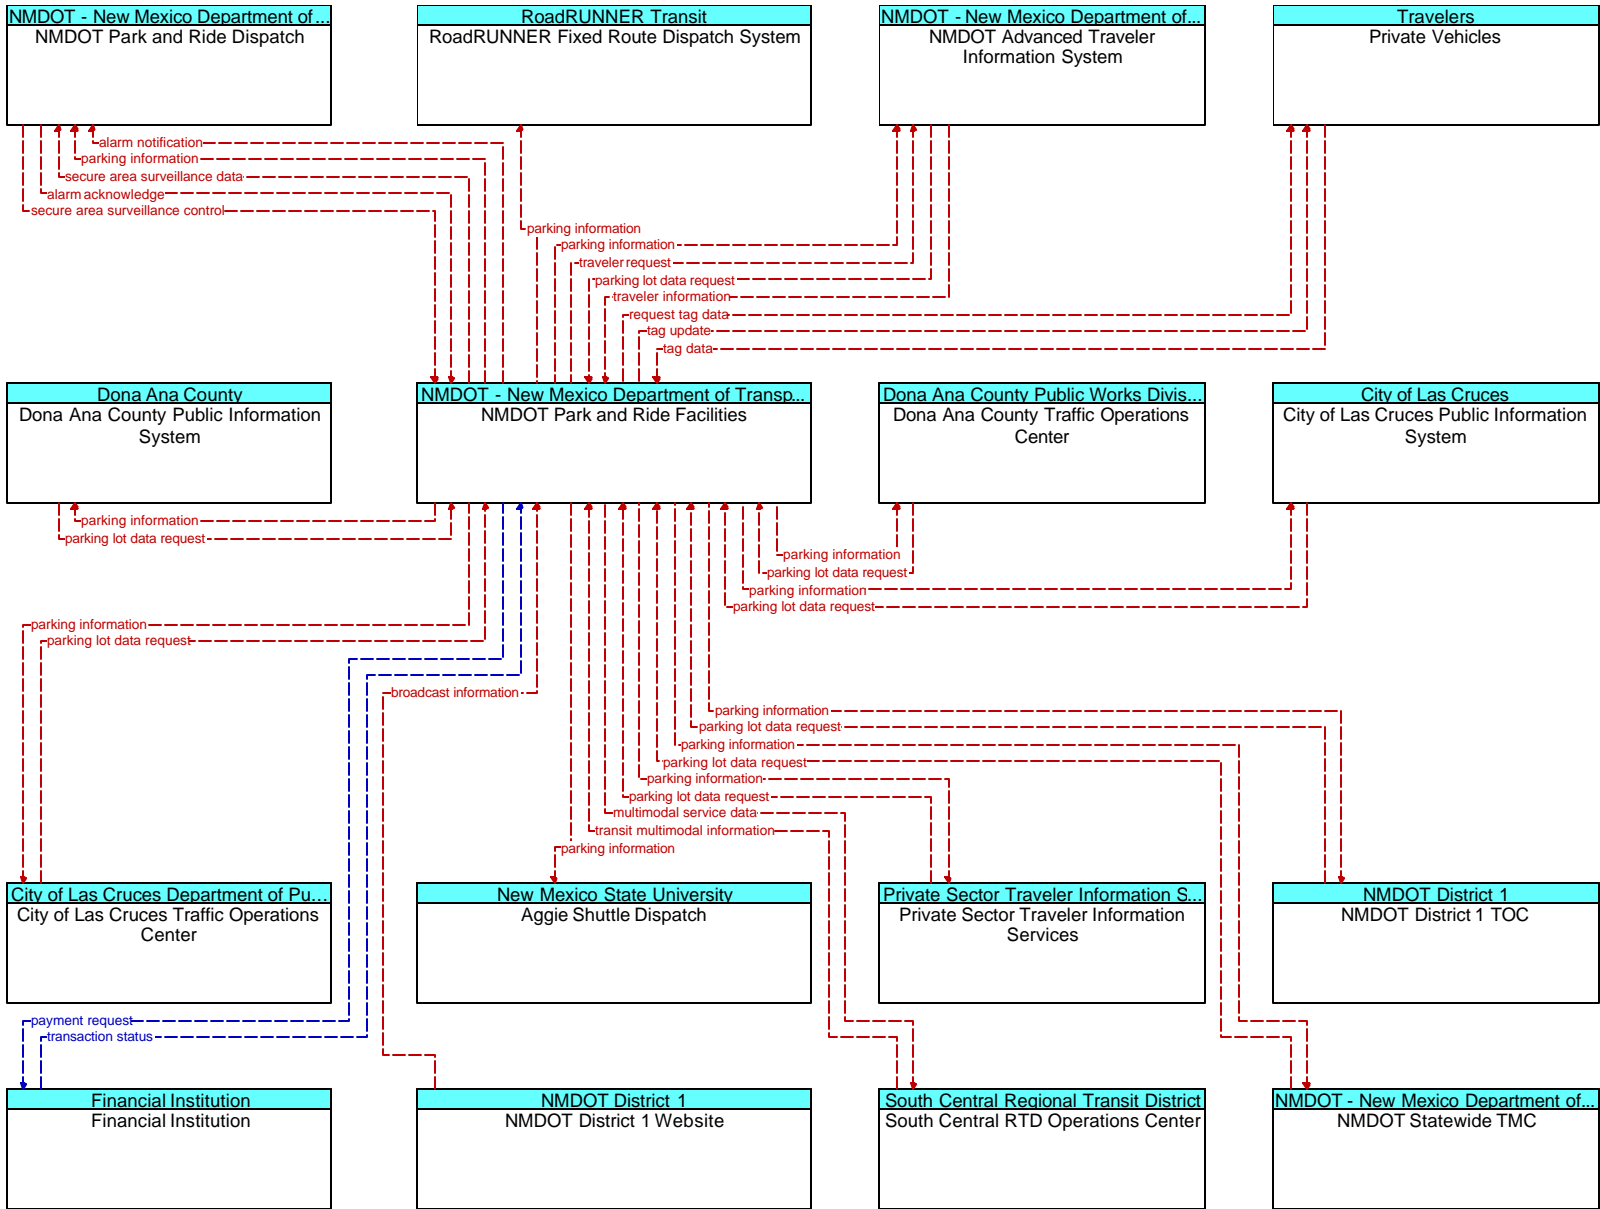 NMDOT - New Mexico Department of...
NMDOT Park and Ride Dispatch
RoadRUNNER Transit
RoadRUNNER Fixed Route Dispatch System
NMDOT - New Mexico Department of...
NMDOT Advanced Traveler
Information System
Travelers
Private Vehicles
alarm notification
parking information
secure area surveillance data
alarm acknowledge
secure area surveillance control
parking information
parking information
traveler request
parking lot data request
traveler information
request tag data
tag update
tag data
Dona Ana County
Dona Ana County Public Information
System
NMDOT - New Mexico Department of Transp...
NMDOT Park and Ride Facilities
Dona Ana County Public Works Divis...
Dona Ana County Traffic Operations
Center
City of Las Cruces
City of Las Cruces Public Information
System
parking information
parking lot data request
parking information
parking lot data request
parking information
parking lot data request
parking information
parking lot data request
broadcast information
parking information
parking lot data request
parking information
parking lot data request
parking information
parking lot data request
multimodal service data
transit multimodal information
parking information
City of Las Cruces Department of Pu...
City of Las Cruces Traffic Operations
Center
New Mexico State University
Aggie Shuttle Dispatch
Private Sector Traveler Information S...
Private Sector Traveler Information
Services
NMDOT District 1
NMDOT District 1 TOC
payment request
transaction status
Financial Institution
Financial Institution
NMDOT District 1
NMDOT District 1 Website
South Central Regional Transit District
South Central RTD Operations Center
NMDOT - New Mexico Department of...
NMDOT Statewide TMC